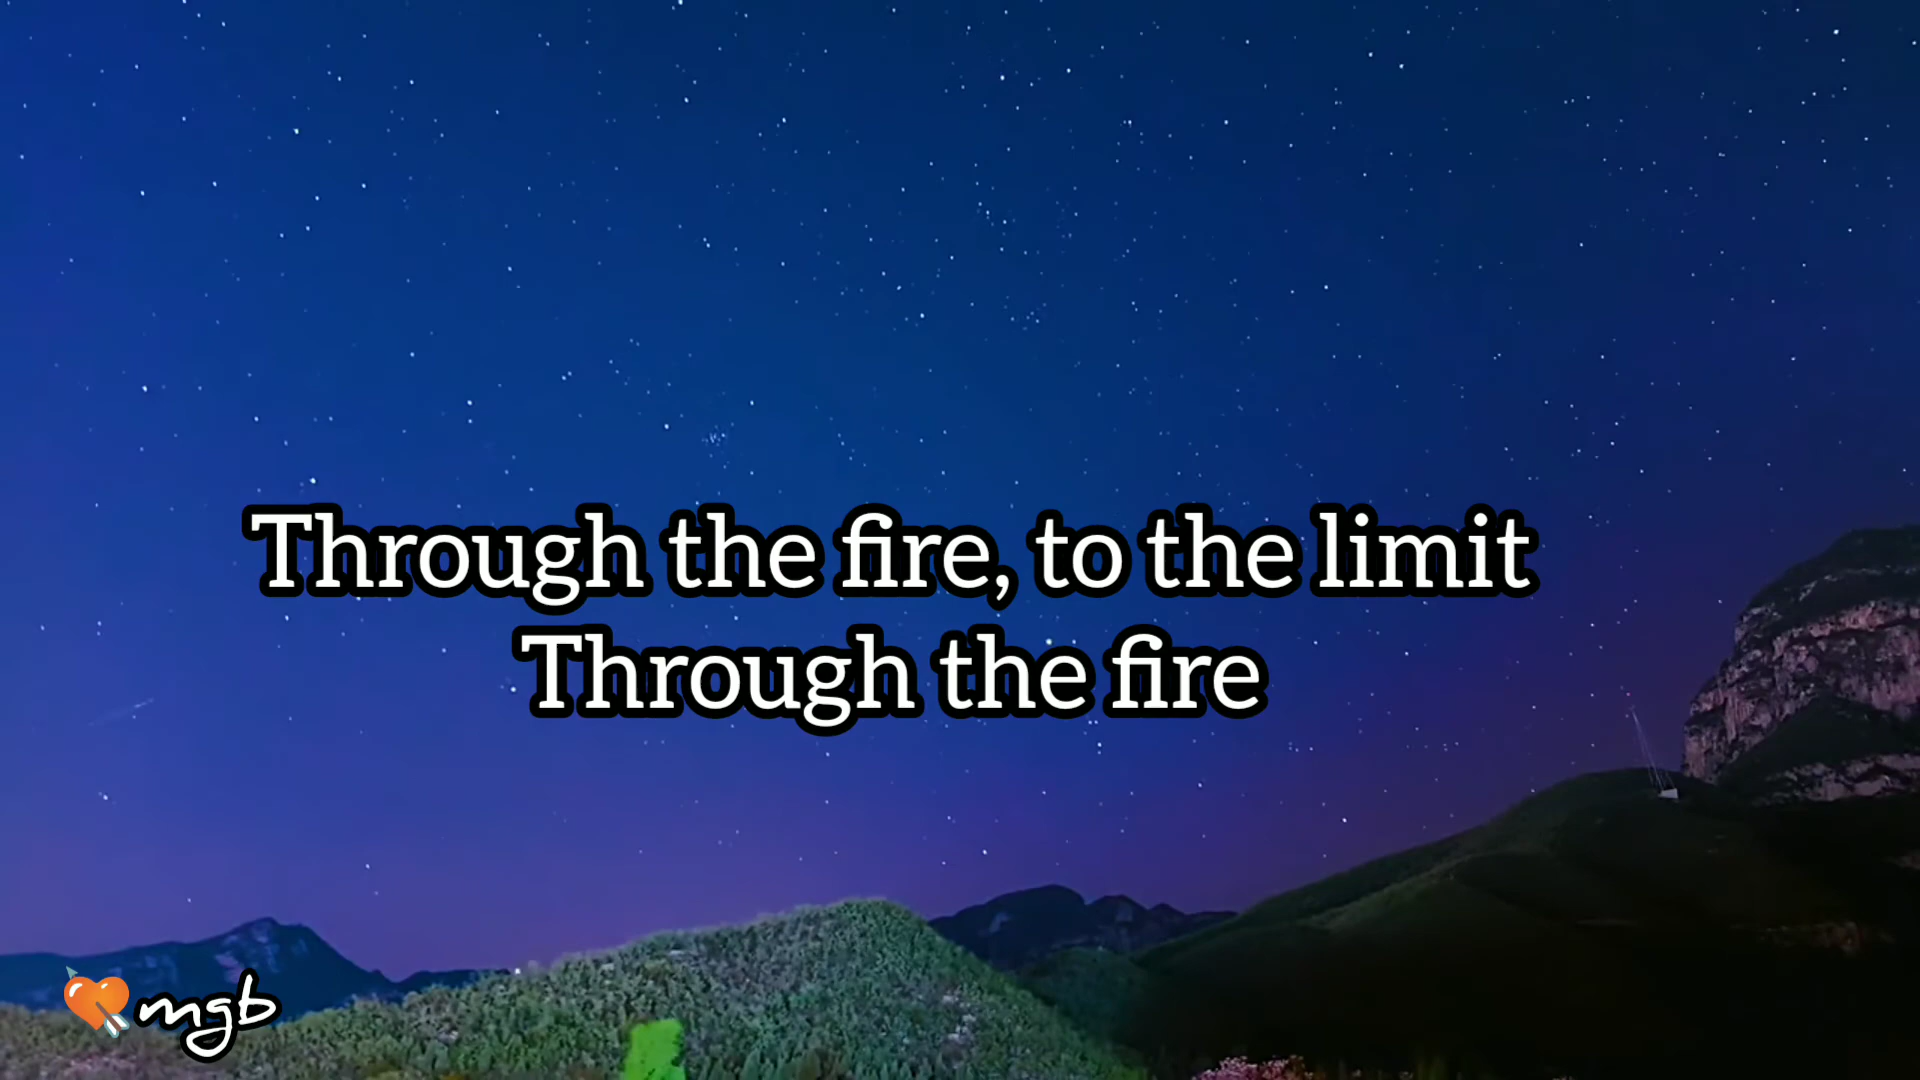 Through the fire, to the limit
Through the fire
mgb